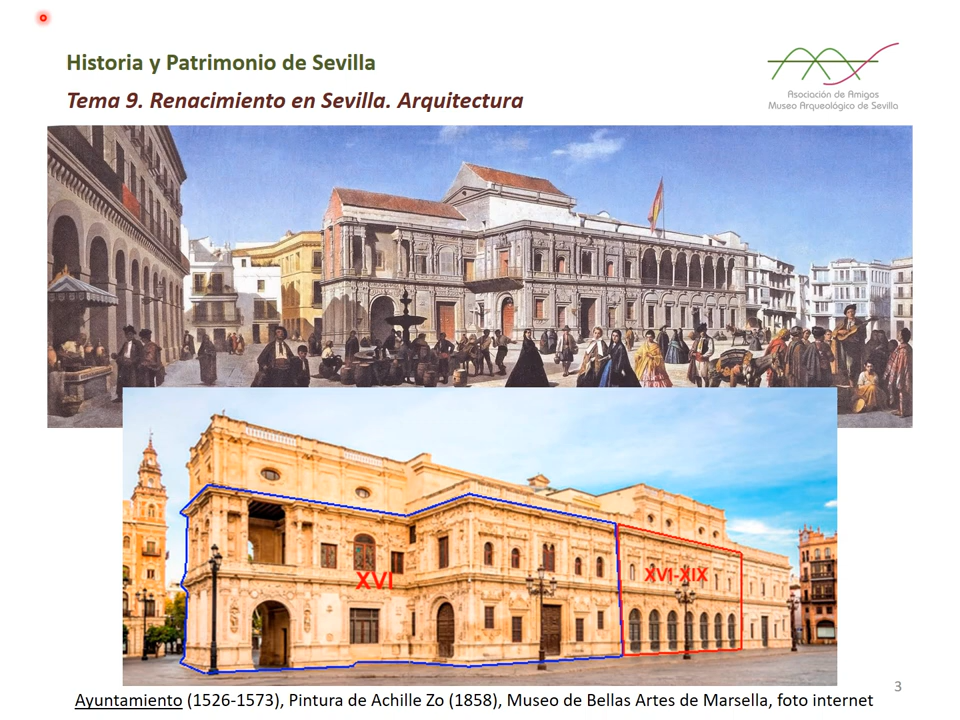 Historia y Patrimonio de Sevilla
Tema 9. Renacimiento en Sevilla. Arquitectura
Asociación de Amigos
Museo Arqueológico de Sevilla
XVI
XVI-XIX
3
Ayuntamiento (1526-1573), Pintura de Achille Zo (1858), Museo de Bellas Artes de Marsella, foto internet